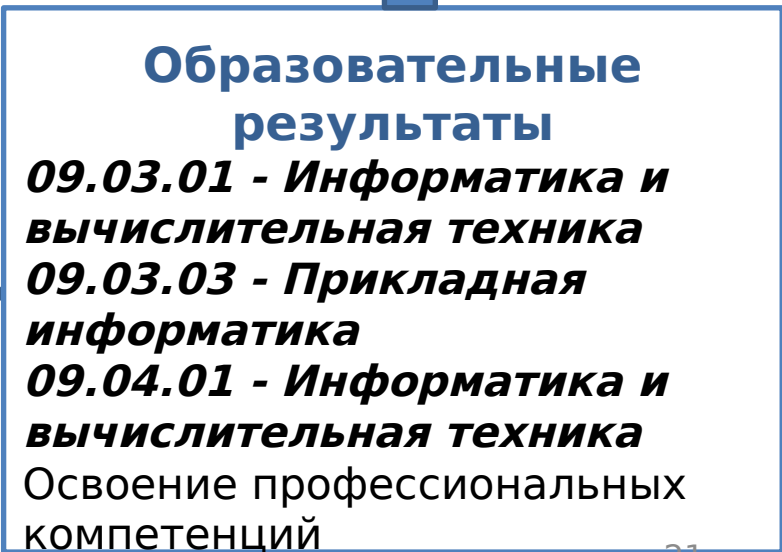 Образовательные
результаты
09.03.01 - Информатика и
вычислительная техника
09.03.03 - Прикладная
информатика
09.04.01 - Информатика и
вычислительная техника
Освоение профессиональных
компетенций